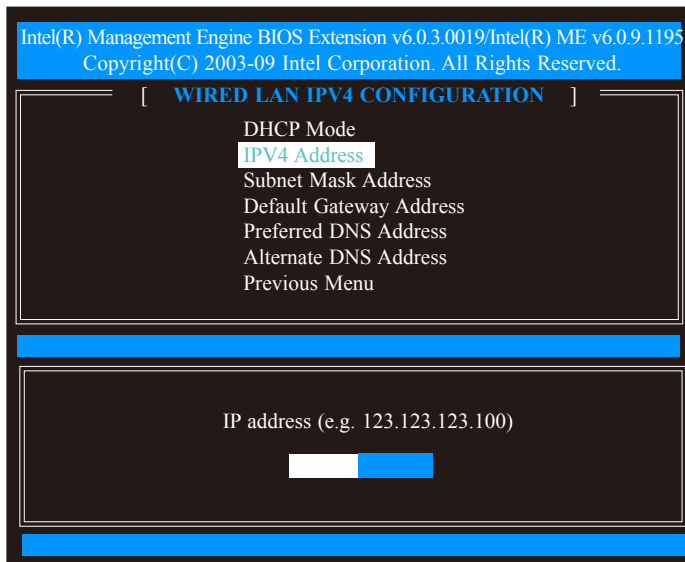 Intel(R) Management Engine BIOS Extension v6.0.3.0019/Intel(R) ME v6.0.9.1195
Copyright(C) 2003-09 Intel Corporation. All Rights Reserved.
[ WIRED LAN IPV4 CONFIGURATION ]
DHCP Mode
IPV4 Address
Subnet Mask Address
Default Gateway Address
Preferred DNS Address
Alternate DNS Address
Previous Menu
IP address (e.g. 123.123.123.100)